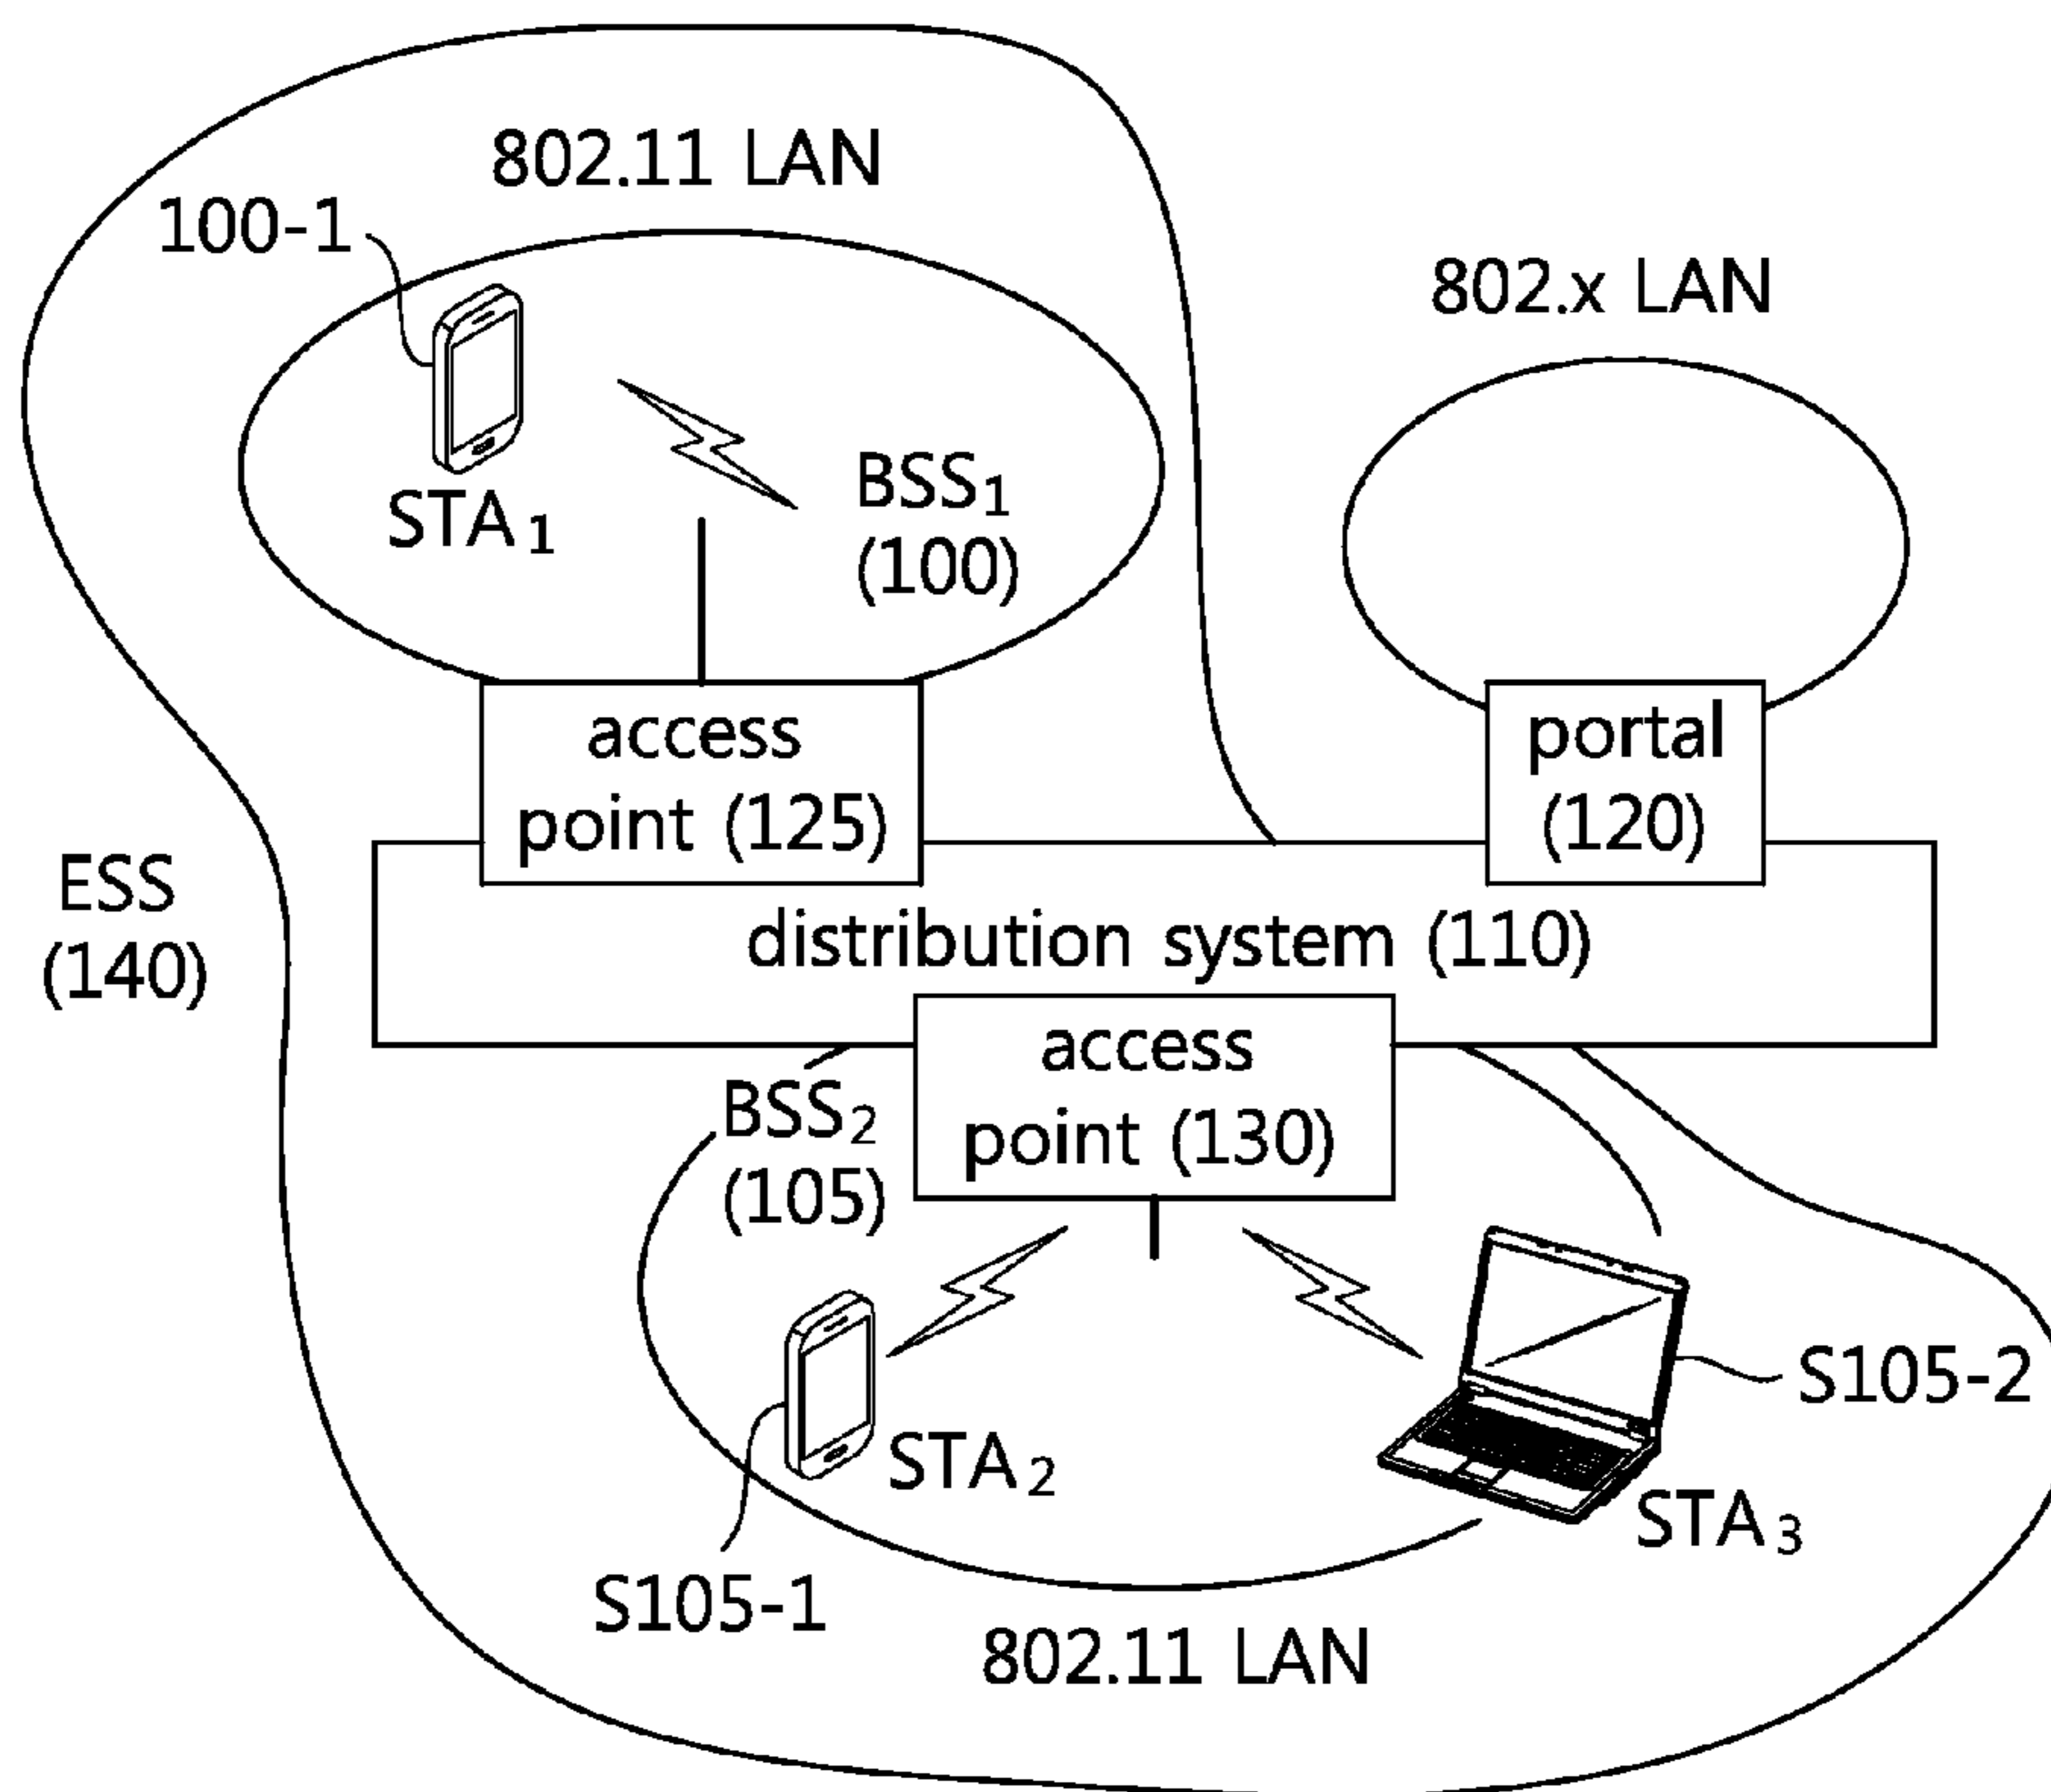 802.11 LAN
100-1
802.x LAN
STA1
BSS1
(100)
access
point (125)
portal
(120)
ESS
(140)
distribution system (110)
access
point (130)
BSS2
(105)
S105-2
STA2
STA3
S105-1
802.11 LAN